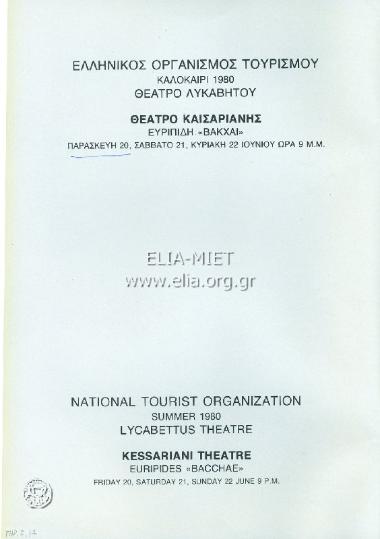 ΕΛΛΗΝΙΚΟΣ ΟΡΓΑΝΙΣΜΟΣ ΤΟΥΡΙΣΜΟΥ
ΚΑΛΟΚΑΙΡΙ 1980
ΘΕΑΤΡΟ ΛΥΚΑΒΗΤΟΥ
ΘΕΑΤΡΟ ΚΑΙΣΑΡΙΑΝΗΣ
ΕΥΡΙΠΙΔΗ «ΒΑΚΧΑΙ»
ΠΑΡΑΣΚΕΥΗ 20, ΣΑΒΒΑΤΟ 21, ΚΥΡΙΑΚΗ 22 ΙΟΥΝΙΟΥ ΩΡΑ 9 Μ.Μ.
ELIA-MIET
www.elia.org.gr
NATIONAL TOURIST ORGANIZATION
SUMMER 1980
LYCABETTUS THEATRE
KESSARIANI THEATRE
EURIPIDES «BACCHAE»
FRIDAY 20, SATURDAY 21, SUNDAY 22 JUNE 9 P.M.